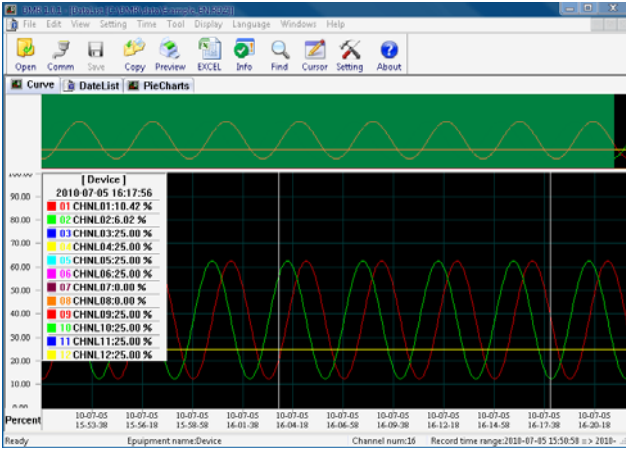 File Edit View Setting Time Tool Display Language Windows Help
Open Comm Save Copy Preview EXCEL Info Find Cursor Setting About
Curve DateList PieCharts
[ Device ]
2010-07-05 16:17:56
01 CHNL01:10.42 %
02 CHNL02:6.02 %
03 CHNL03:25.00 %
04 CHNL04:25.00 %
05 CHNL05:25.00 %
06 CHNL06:25.00 %
07 CHNL07:0.00 %
08 CHNL08:0.00 %
09 CHNL09:25.00 %
10 CHNL10:25.00 %
11 CHNL11:25.00 %
12 CHNL12:25.00 %
90.00
80.00
70.00
60.00
50.00
40.00
30.00
20.00
10.00
0.00
Percent
10-07-05 10-07-05 10-07-05 10-07-05 10-07-05 10-07-05 10-07-05 10-07-05 10-07-05 10-07-05 10-07-05
15-53-38 15-56-18 15-58-58 16-01-38 16-04-18 16-06-58 16-09-38 16-12-18 16-14-58 16-17-38 16-20-18
Ready Epuipment name:Device Channel num:16 Record time range:2010-07-05 15:50:58 => 2010-